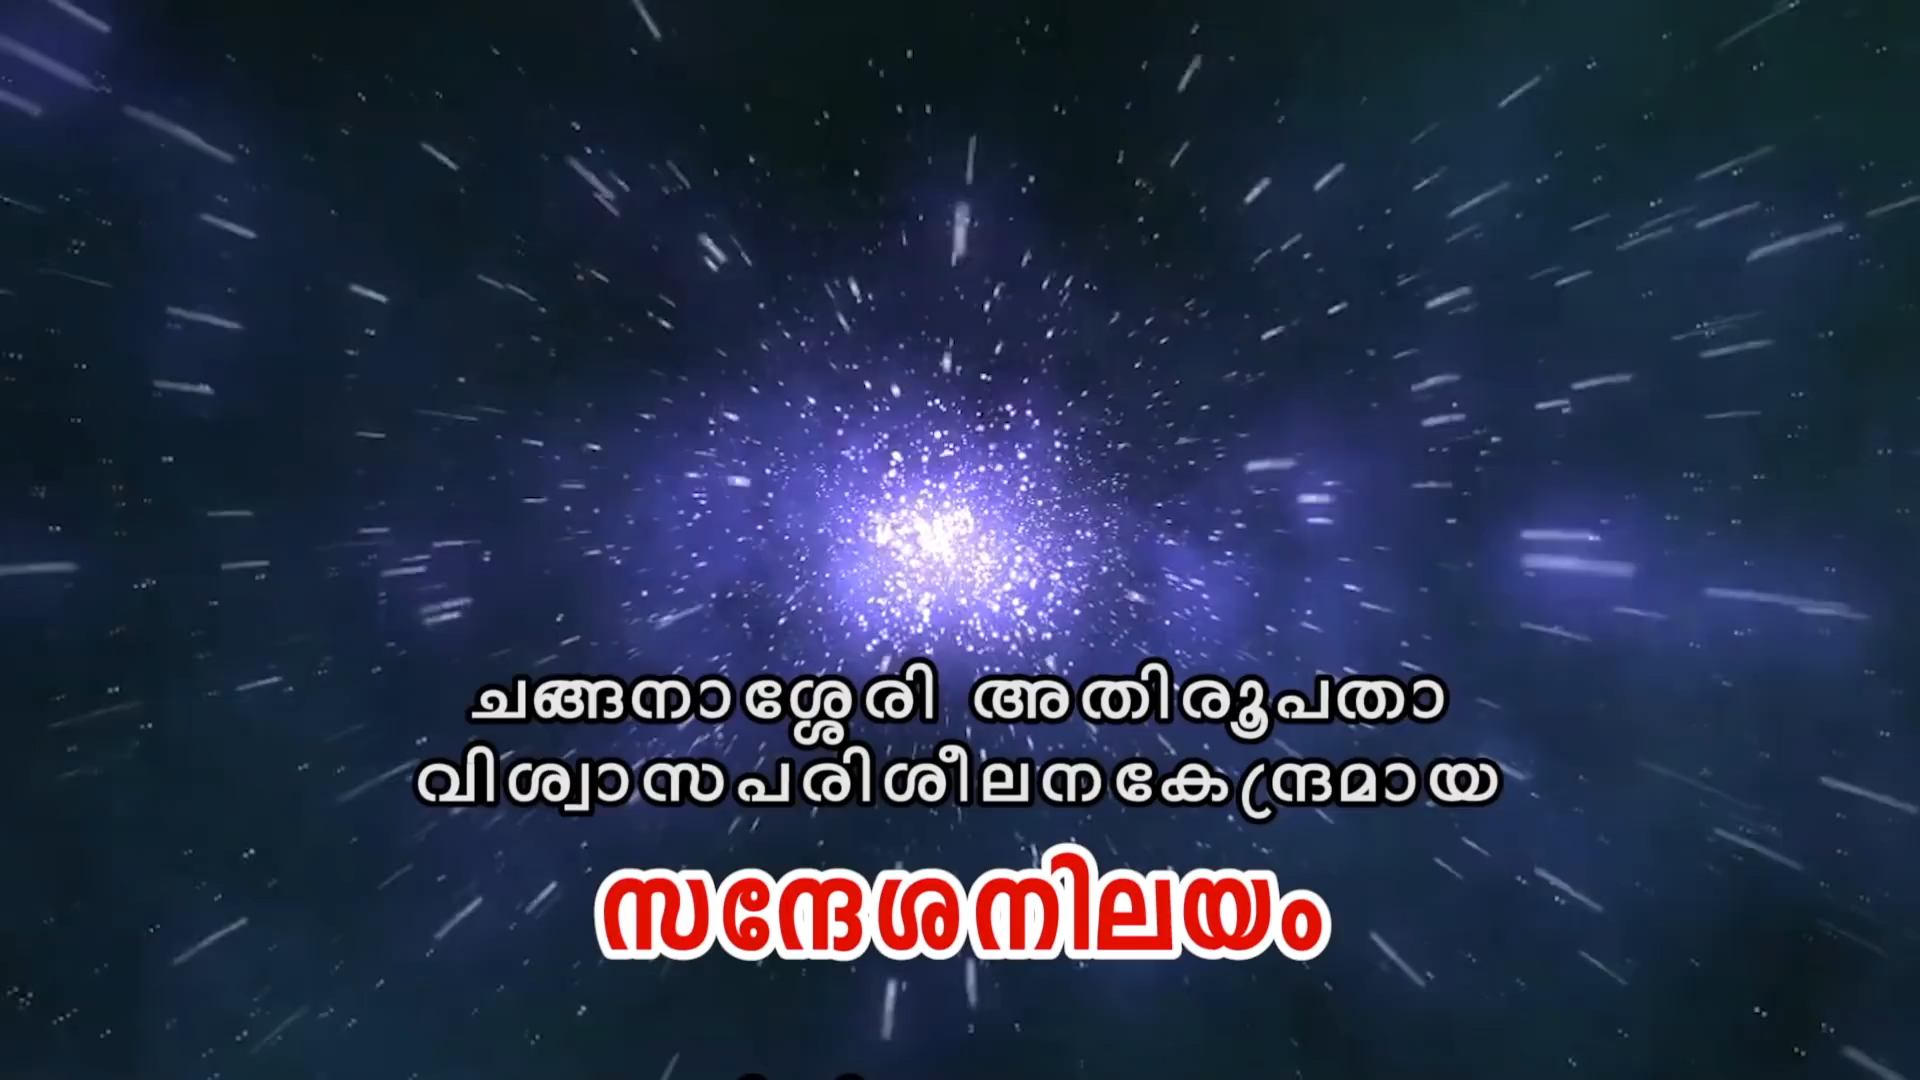 ചങ്ങനാശ്ശേരി അതിരൂപതാ
വിശ്വാസപരിശീലനകേന്ദ്രമായ
സന്ദേശനിലയം